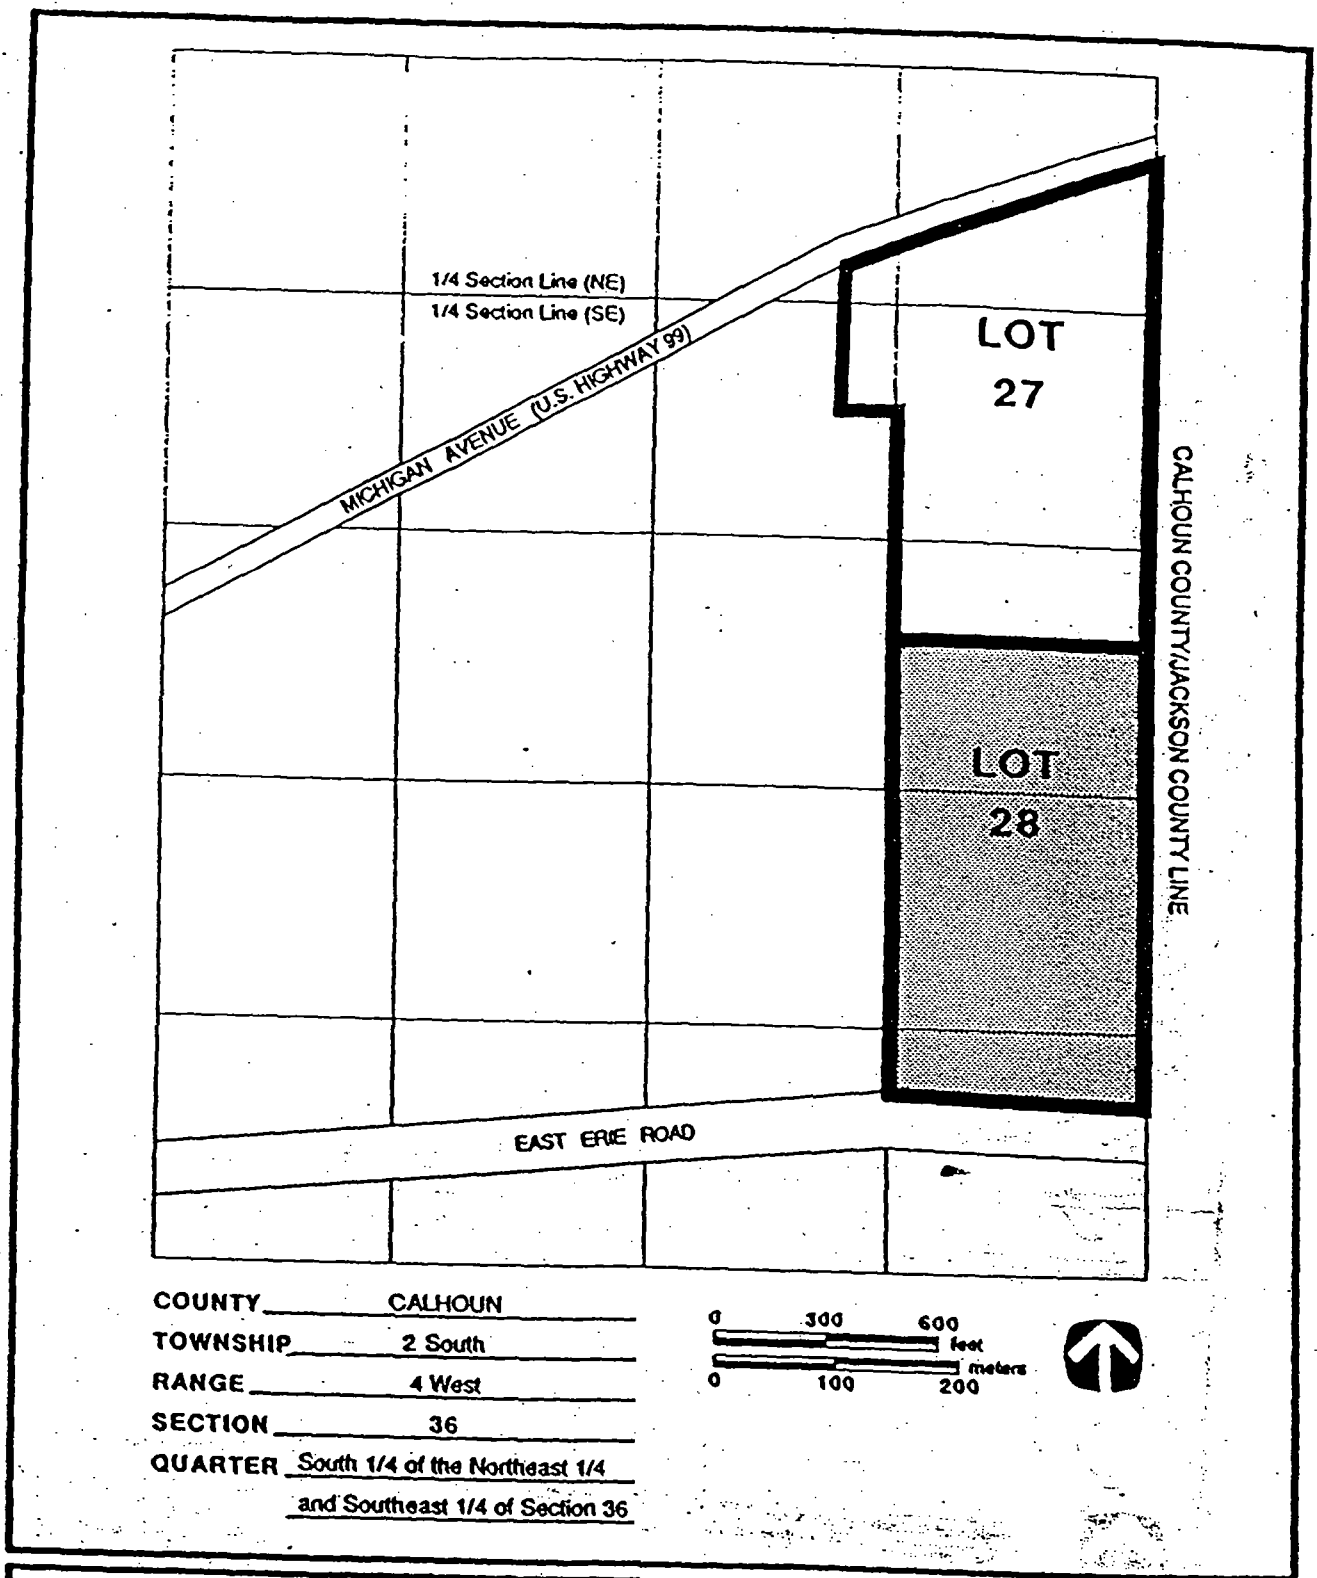 1/4 Section Line (NE)
1/4 Section Line (SE)
MICHIGAN AVENUE (U.S. HIGHWAY 99)
LOT
27
CALHOUN COUNTY/JACKSON COUNTY LINE
LOT
28
EAST ERIE ROAD
COUNTY CALHOUN
TOWNSHIP 2 South
RANGE 4 West
SECTION 36
QUARTER South 1/4 of the Northeast 1/4
and Southeast 1/4 of Section 36
0 300 600
feet
meters
0 100 200